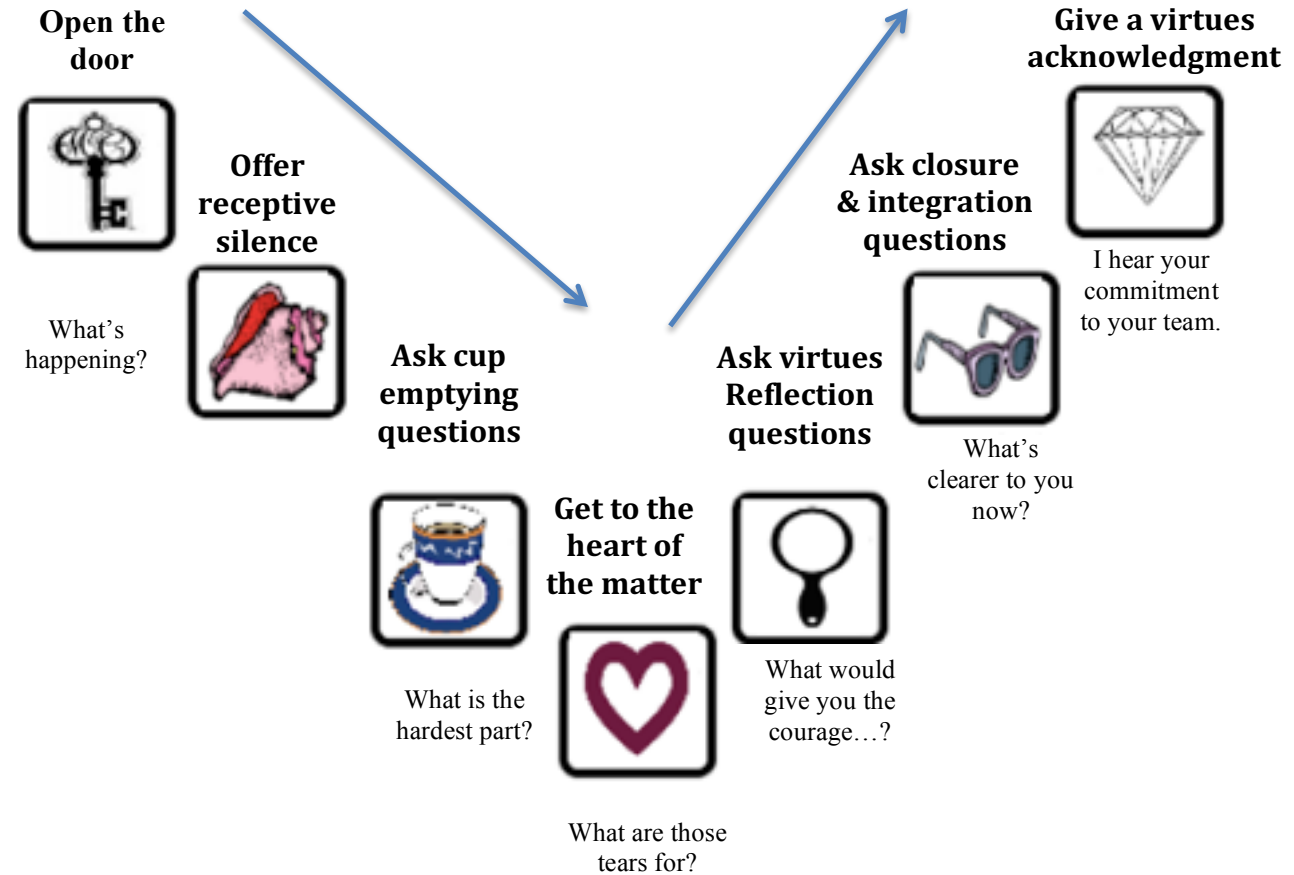 Open the
door
What's
happening?
Offer
receptive
silence
Ask cup
emptying
questions
What is the
hardest part?
Get to the
heart of
the matter
What are those
tears for?
Ask virtues
Reflection
questions
What would
give you the
courage…?
Ask closure
& integration
questions
What's
clearer to you
now?
Give a virtues
acknowledgment
I hear your
commitment
to your team.